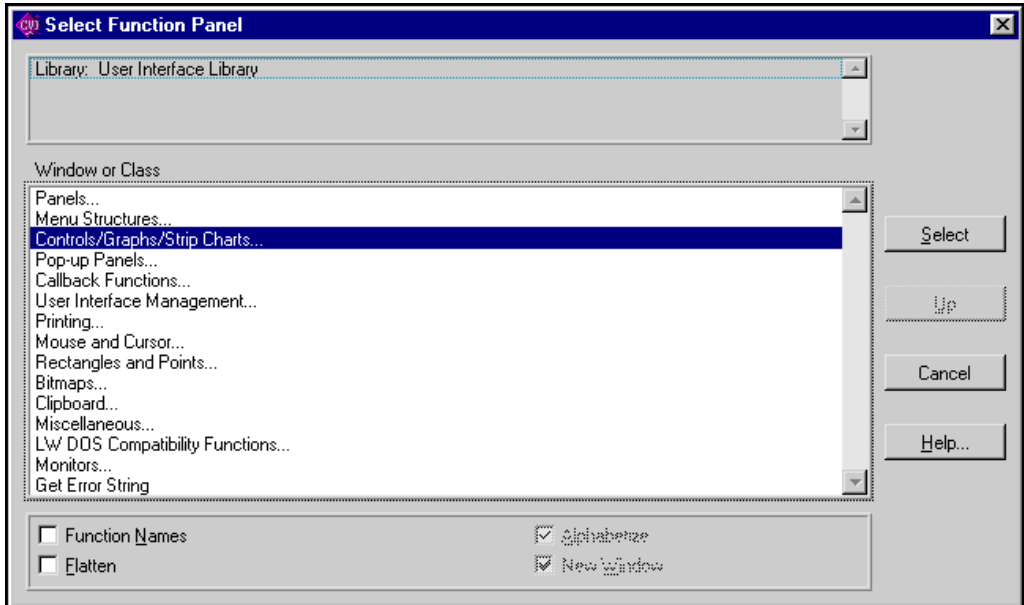 CVI Select Function Panel
Library: User Interface Library
Window or Class
Panels...
Menu Structures...
Controls/Graphs/Strip Charts...
Pop-up Panels...
Callback Functions...
User Interface Management...
Printing...
Mouse and Cursor...
Rectangles and Points...
Bitmaps...
Clipboard...
Miscellaneous...
LW DOS Compatibility Functions...
Monitors...
Get Error String
Select
Up
Cancel
Help...
Function Names
Alphabetize
Flatten
New Window